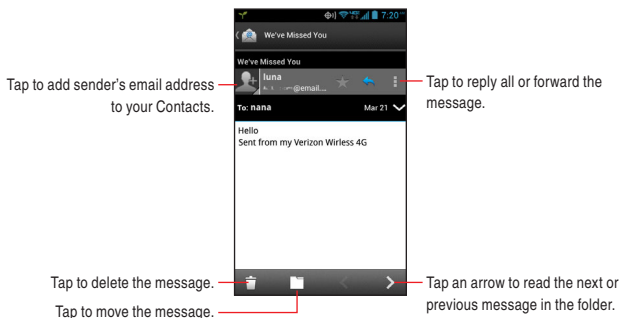 7:20
We've Missed You
We've Missed You
luna
@email...
To: nana
Mar 21
Hello
Sent from my Verizon Wirless 4G
Tap to add sender's email address
to your Contacts.
Tap to reply all or forward the
message.
Tap to delete the message.
Tap to move the message.
Tap an arrow to read the next or
previous message in the folder.